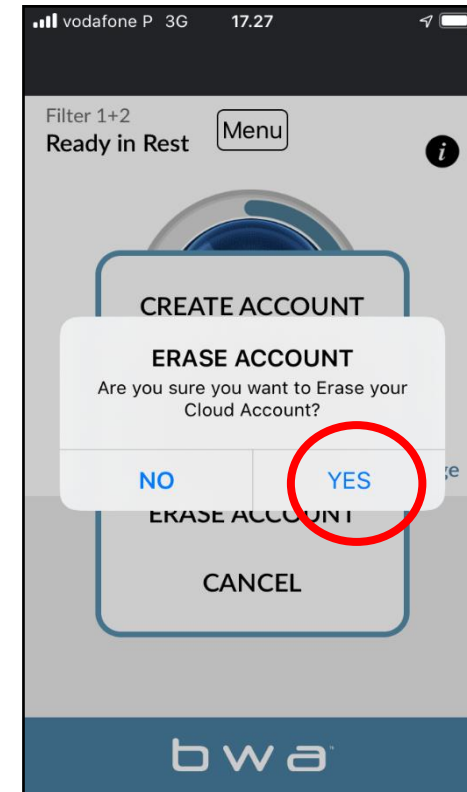 vodafone P 3G 17.27
Filter 1+2
Ready in Rest
Menu
i
CREATE ACCOUNT
ERASE ACCOUNT
Are you sure you want to Erase your
Cloud Account?
NO YES
ERASE ACCOUNT
CANCEL
bwa